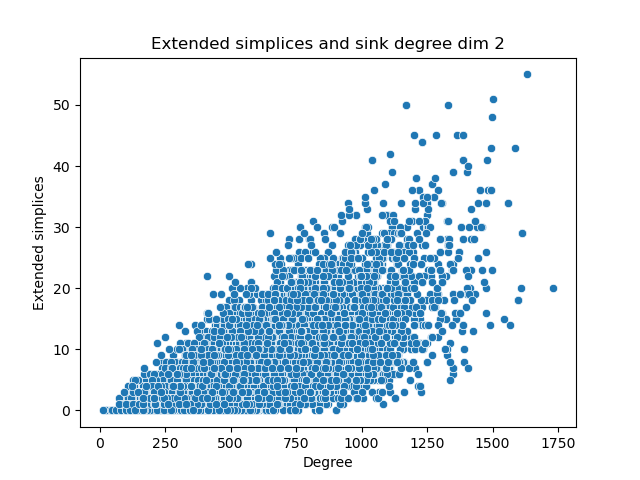 Extended simplices and sink degree dim 2
50
40
30
20
10
0
Extended simplices
0 250 500 750 1000 1250 1500 1750
Degree